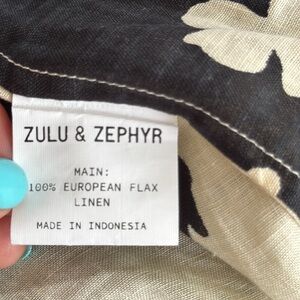 ZULU & ZEPHYR
MAIN:
100% EUROPEAN FLAX
LINEN
MADE IN INDONESIA